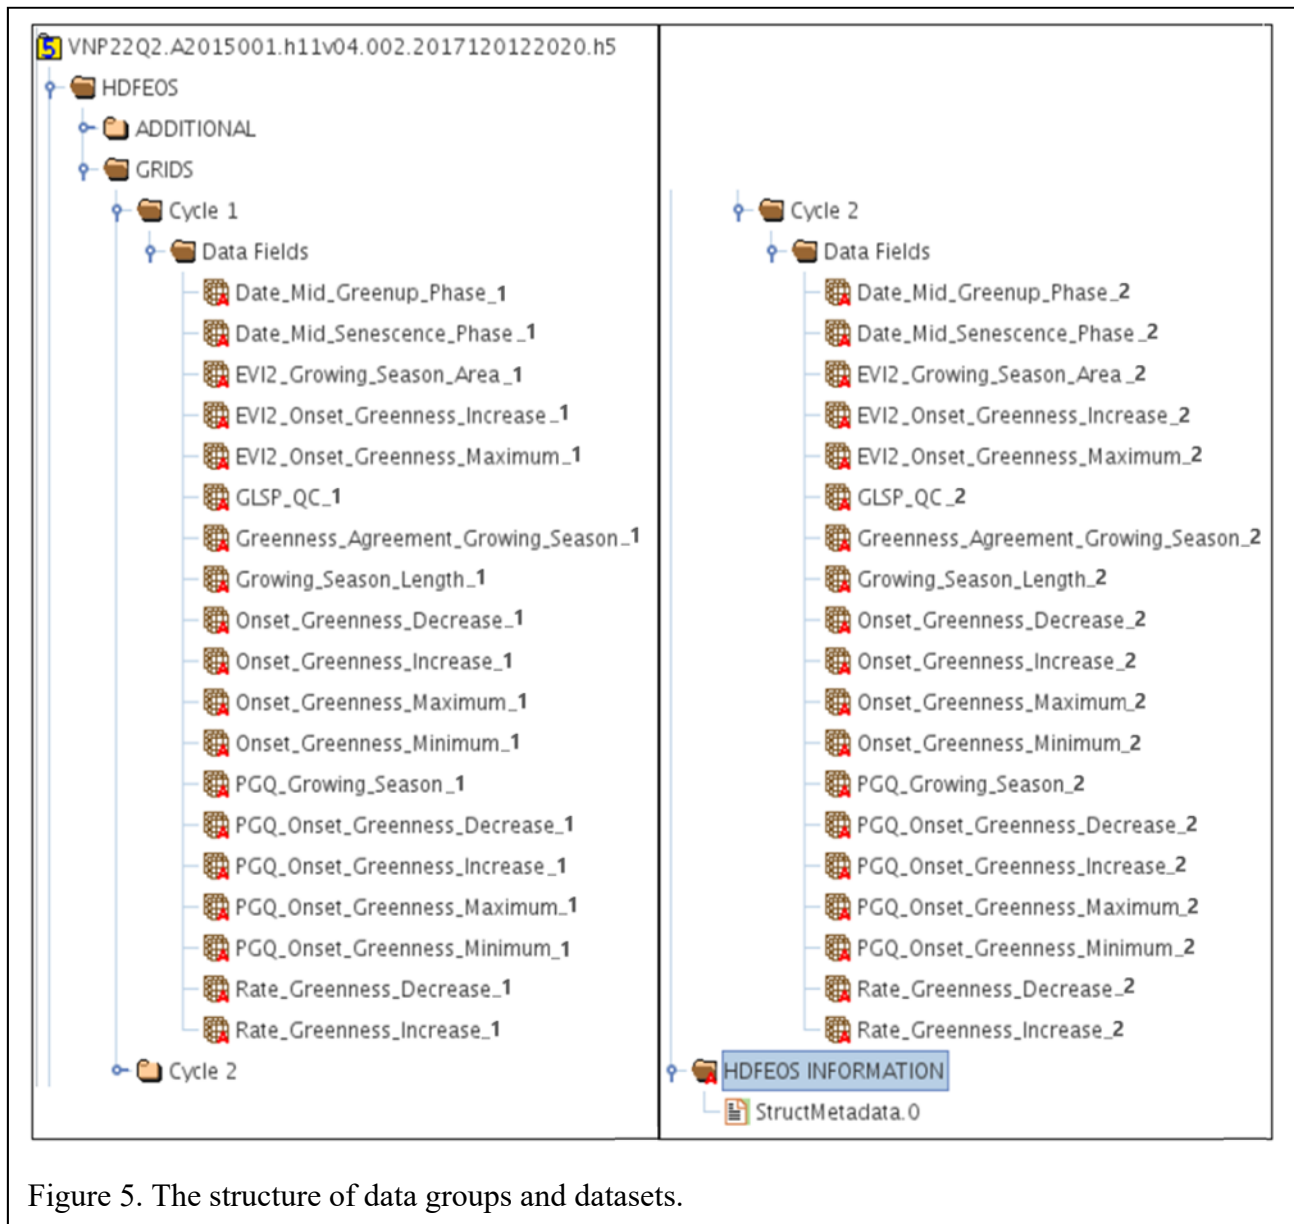 5 VNP22Q2.A2015001.h11v04.002.2017120122020.h5
HDFEOS
ADDITIONAL
GRIDS
Cycle 1
Data Fields
Date_Mid_Greenup_Phase_1
Date_Mid_Senescence_Phase_1
EVI2_Growing_Season_Area_1
EVI2_Onset_Greenness_Increase_1
EVI2_Onset_Greenness_Maximum_1
GLSP_QC_1
Greenness_Agreement_Growing_Season_1
Growing_Season_Length_1
Onset_Greenness_Decrease_1
Onset_Greenness_Increase_1
Onset_Greenness_Maximum_1
Onset_Greenness_Minimum_1
PGQ_Growing_Season_1
PGQ_Onset_Greenness_Decrease_1
PGQ_Onset_Greenness_Increase_1
PGQ_Onset_Greenness_Maximum_1
PGQ_Onset_Greenness_Minimum_1
Rate_Greenness_Decrease_1
Rate_Greenness_Increase_1
Cycle 2
Cycle 2
Data Fields
Date_Mid_Greenup_Phase_2
Date_Mid_Senescence_Phase_2
EVI2_Growing_Season_Area_2
EVI2_Onset_Greenness_Increase_2
EVI2_Onset_Greenness_Maximum_2
GLSP_QC_2
Greenness_Agreement_Growing_Season_2
Growing_Season_Length_2
Onset_Greenness_Decrease_2
Onset_Greenness_Increase_2
Onset_Greenness_Maximum_2
Onset_Greenness_Minimum_2
PGQ_Growing_Season_2
PGQ_Onset_Greenness_Decrease_2
PGQ_Onset_Greenness_Increase_2
PGQ_Onset_Greenness_Maximum_2
PGQ_Onset_Greenness_Minimum_2
Rate_Greenness_Decrease_2
Rate_Greenness_Increase_2
HDFEOS INFORMATION
StructMetadata.0
Figure 5. The structure of data groups and datasets.